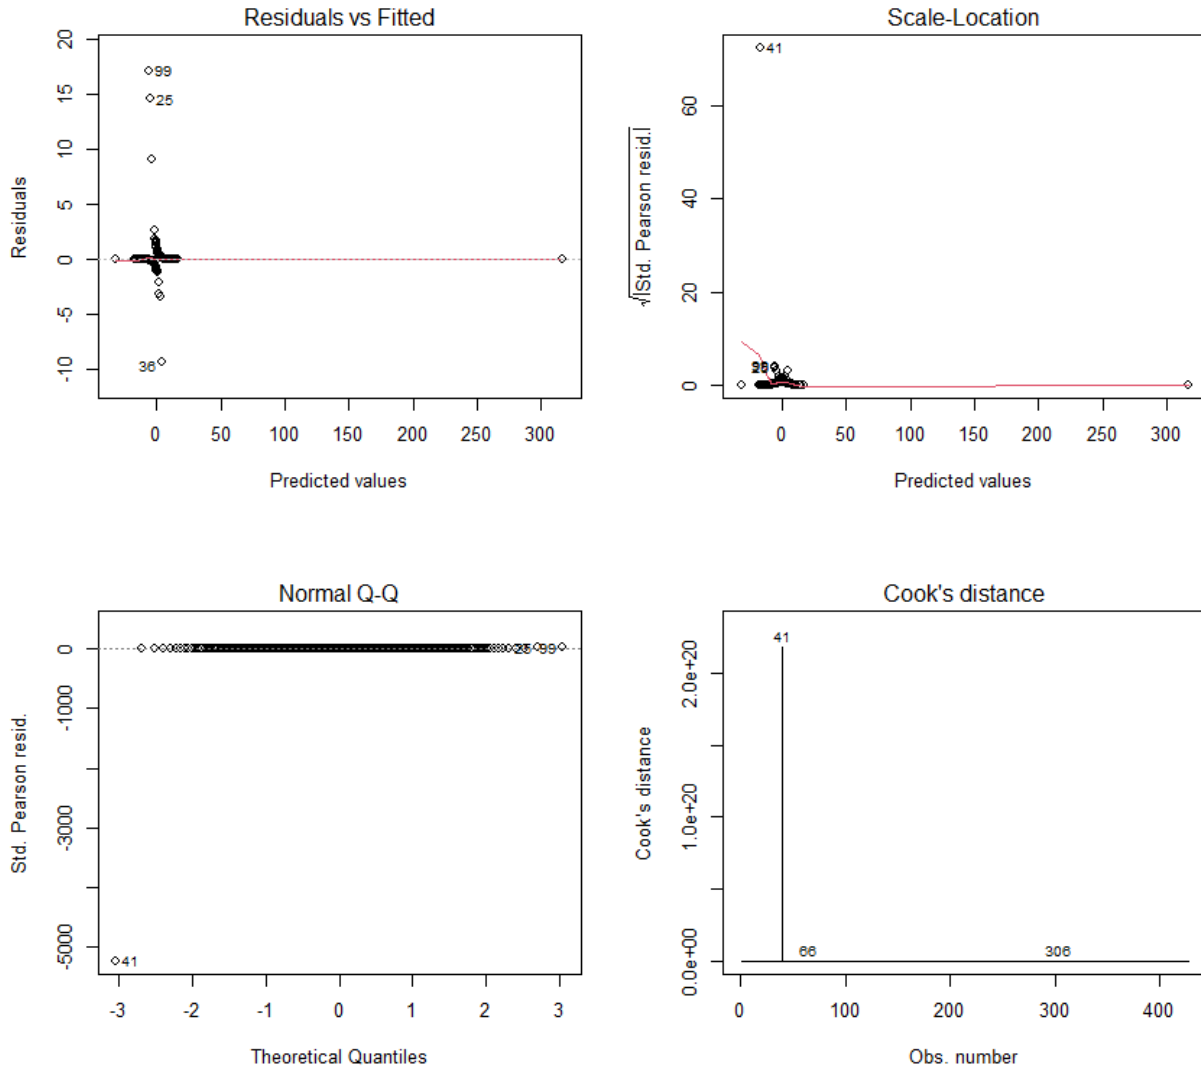 Residuals vs Fitted
20
15
10
5
0
-5
-10
99
25
36
0 50 100 150 200 250 300
Residuals
Predicted values
Scale-Location
60
40
20
0
41
0 50 100 150 200 250 300
√|Std. Pearson resid.|
Predicted values
Normal Q-Q
0
-1000
-3000
-5000
25 99
41
-3 -2 -1 0 1 2 3
Std. Pearson resid.
Theoretical Quantiles
Cook's distance
2.0e+20
1.0e+20
0.0e+00
41
66
306
0 100 200 300 400
Cook's distance
Obs. number